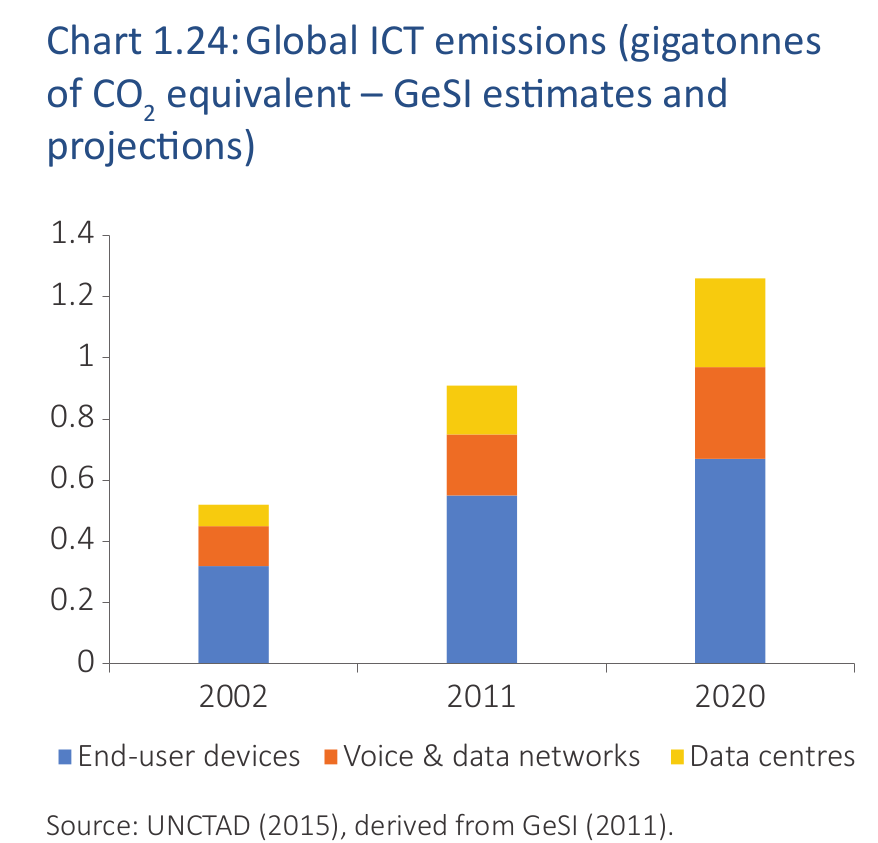 Chart 1.24: Global ICT emissions (gigatonnes
of CO₂ equivalent – GeSI estimates and
projections)
1.4
1.2
1
0.8
0.6
0.4
0.2
0
2002 2011 2020
End-user devices Voice & data networks Data centres
Source: UNCTAD (2015), derived from GeSI (2011).